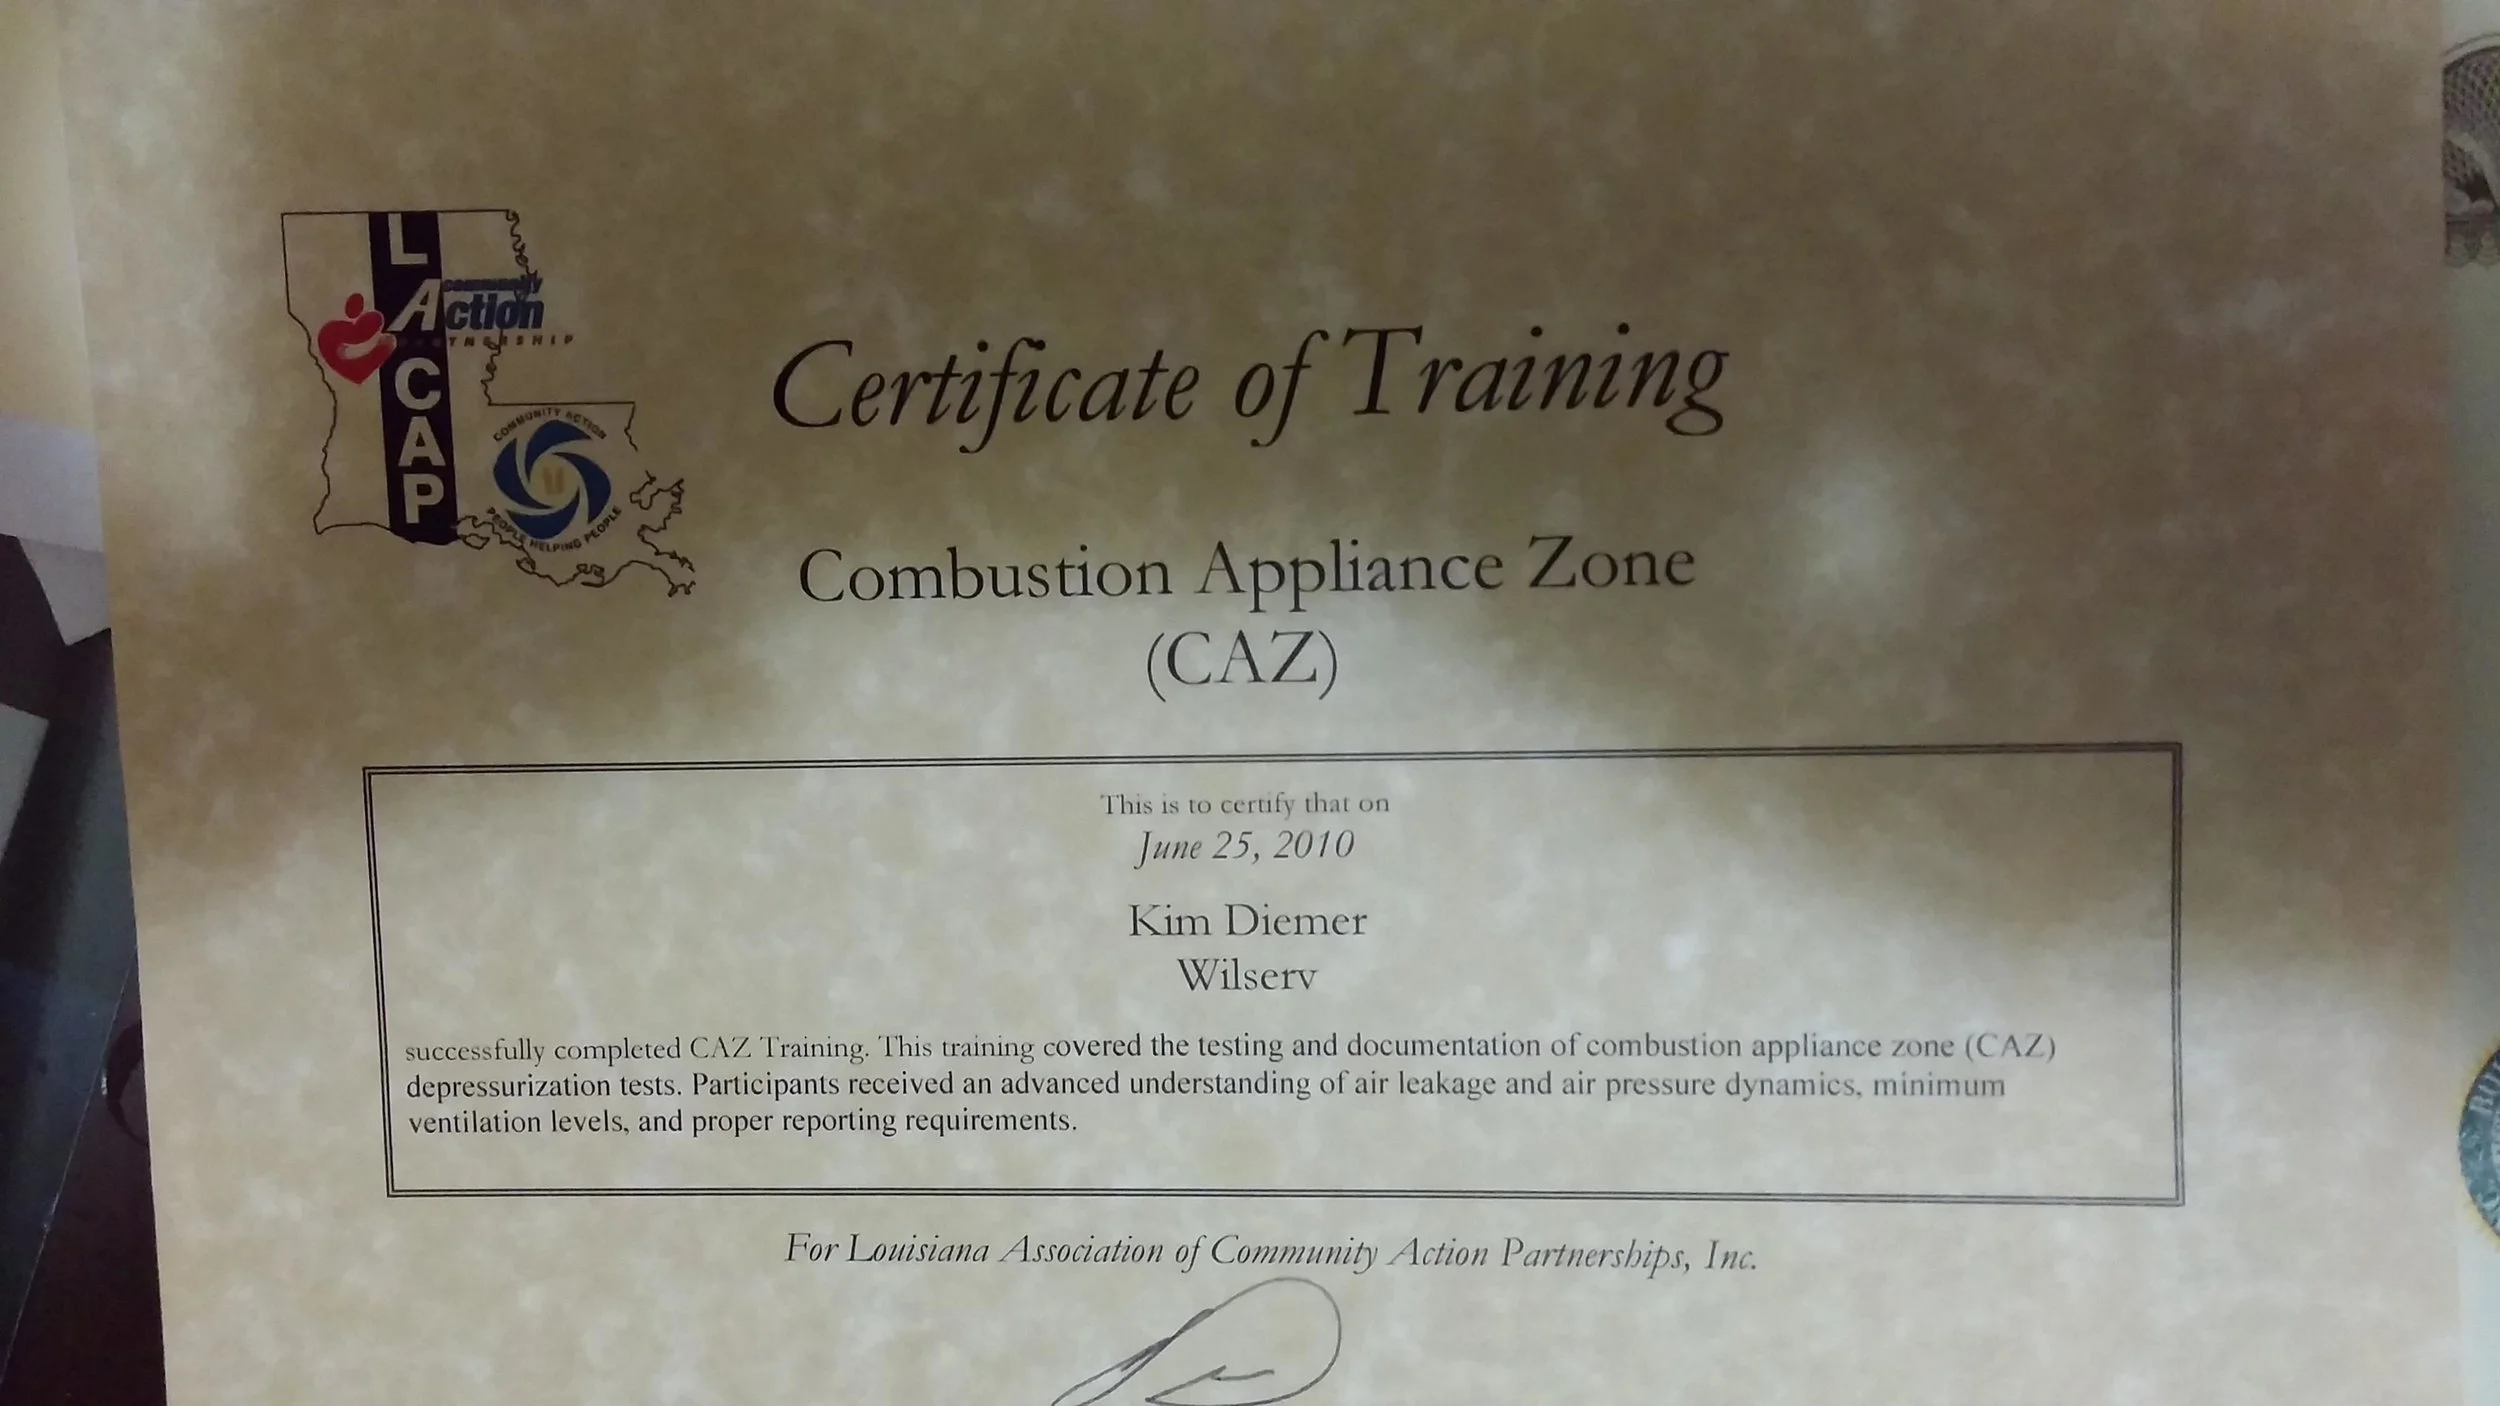 L
A
C
A
P
community
Action
PARTNERSHIP
COMMUNITY ACTION
PEOPLE HELPING PEOPLE
Certificate of Training
Combustion Appliance Zone
(CAZ)
This is to certify that on
June 25, 2010
Kim Diemer
Wilserv
successfully completed CAZ Training. This training covered the testing and documentation of combustion appliance zone (CAZ)
depressurization tests. Participants received an advanced understanding of air leakage and air pressure dynamics, minimum
ventilation levels, and proper reporting requirements.
For Louisiana Association of Community Action Partnerships, Inc.